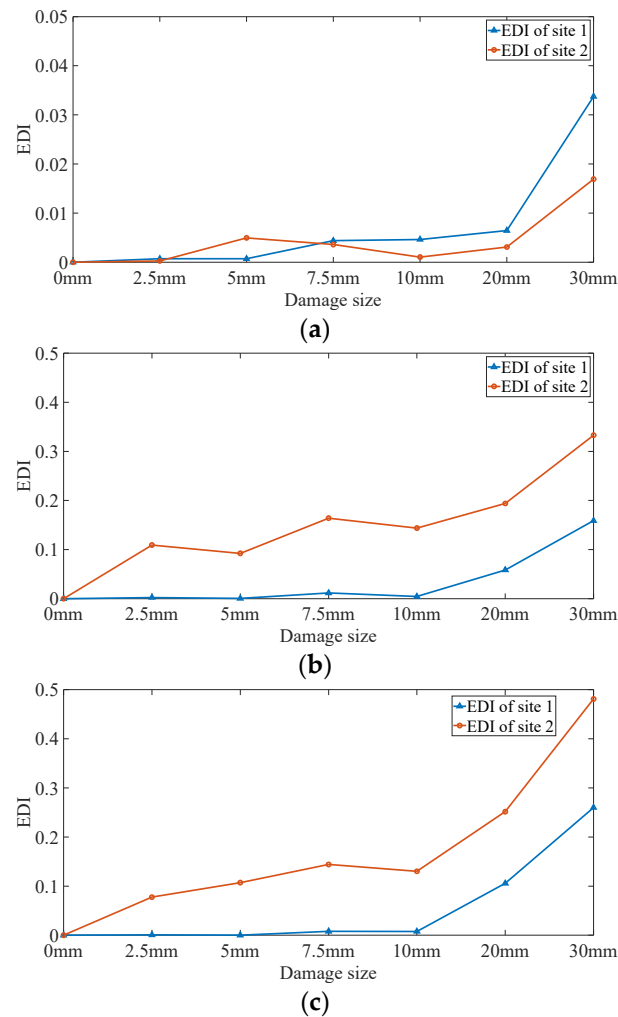 0.05
0.04
0.03
0.02
0.01
0
EDI
EDI of site 1
EDI of site 2
0mm 2.5mm 5mm 7.5mm 10mm 20mm 30mm
Damage size
(a)
0.5
0.4
0.3
0.2
0.1
0
EDI
EDI of site 1
EDI of site 2
0mm 2.5mm 5mm 7.5mm 10mm 20mm 30mm
Damage size
(b)
0.5
0.4
0.3
0.2
0.1
0
EDI
EDI of site 1
EDI of site 2
0mm 2.5mm 5mm 7.5mm 10mm 20mm 30mm
Damage size
(c)